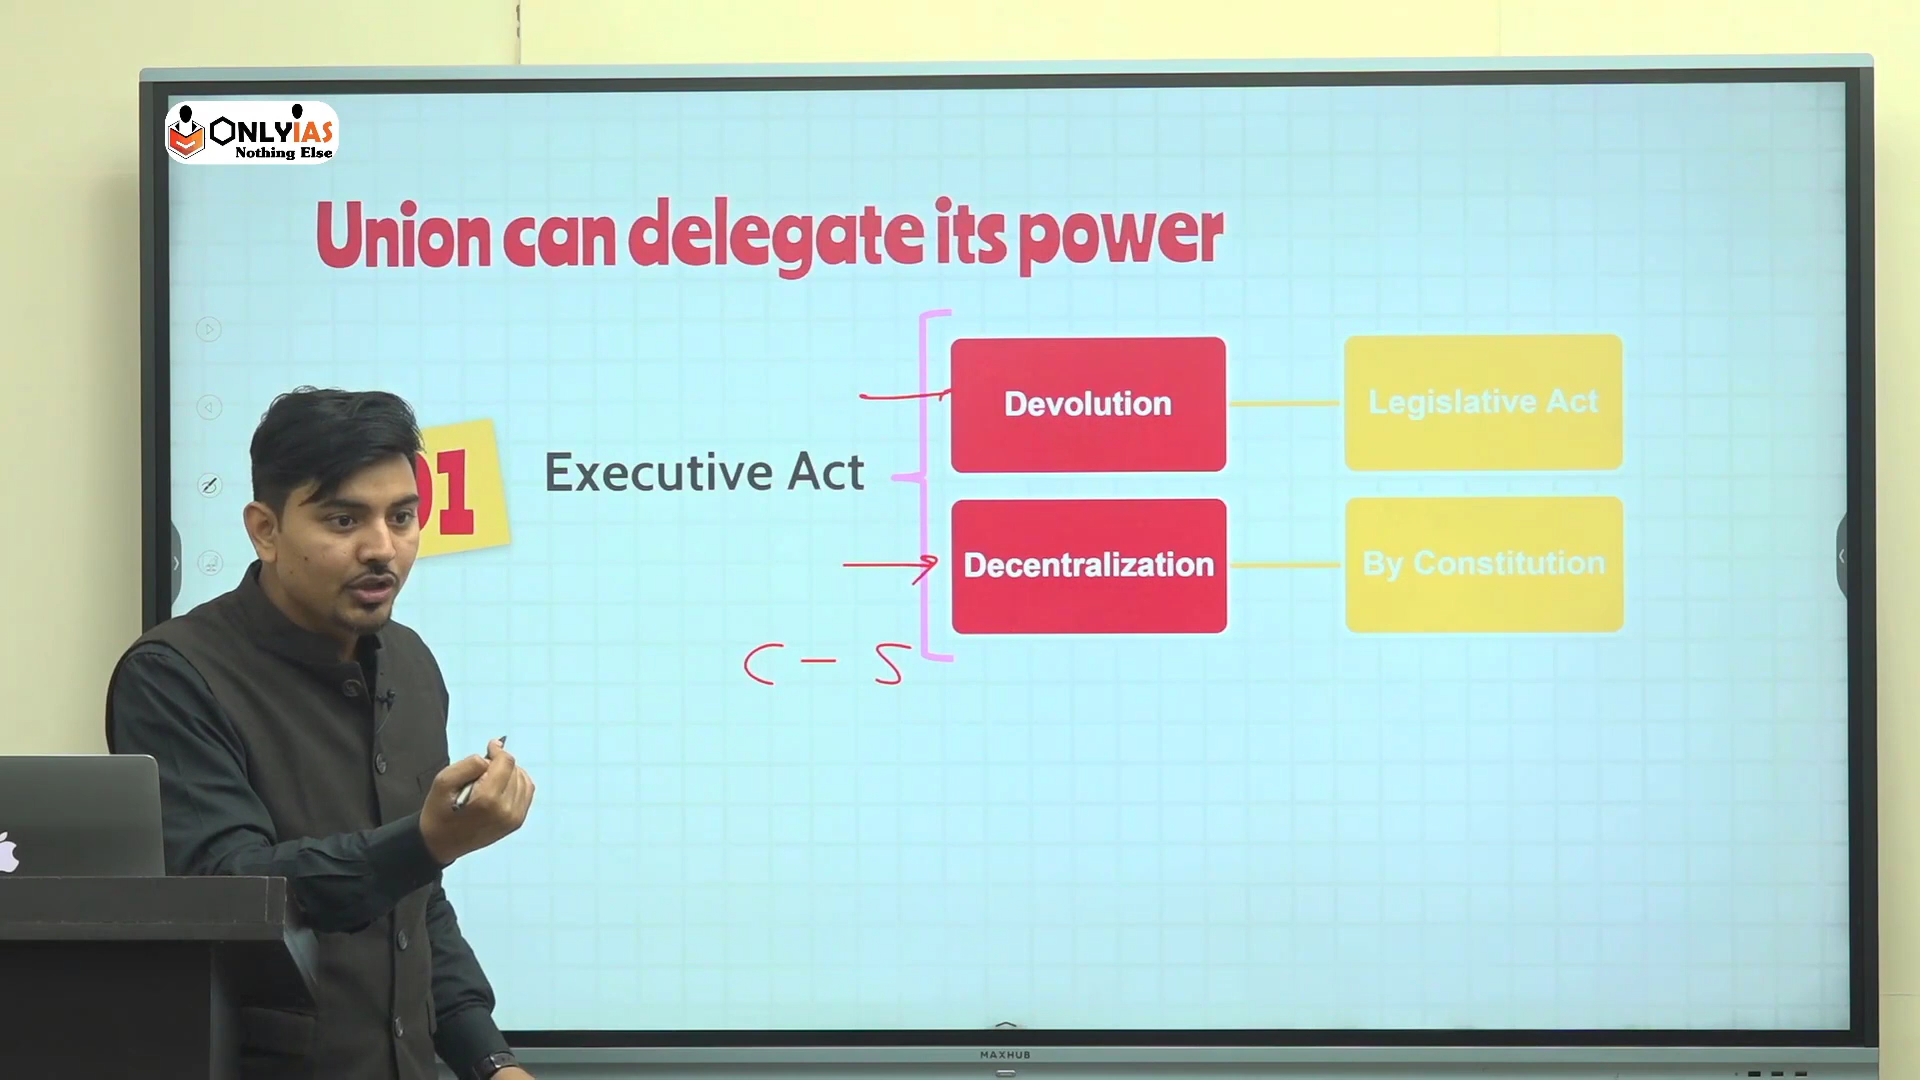 ONLYIAS
Nothing Else
Union can delegate its power
01
Executive Act
Devolution
Legislative Act
Decentralization
By Constitution
C - S
MAXHUB